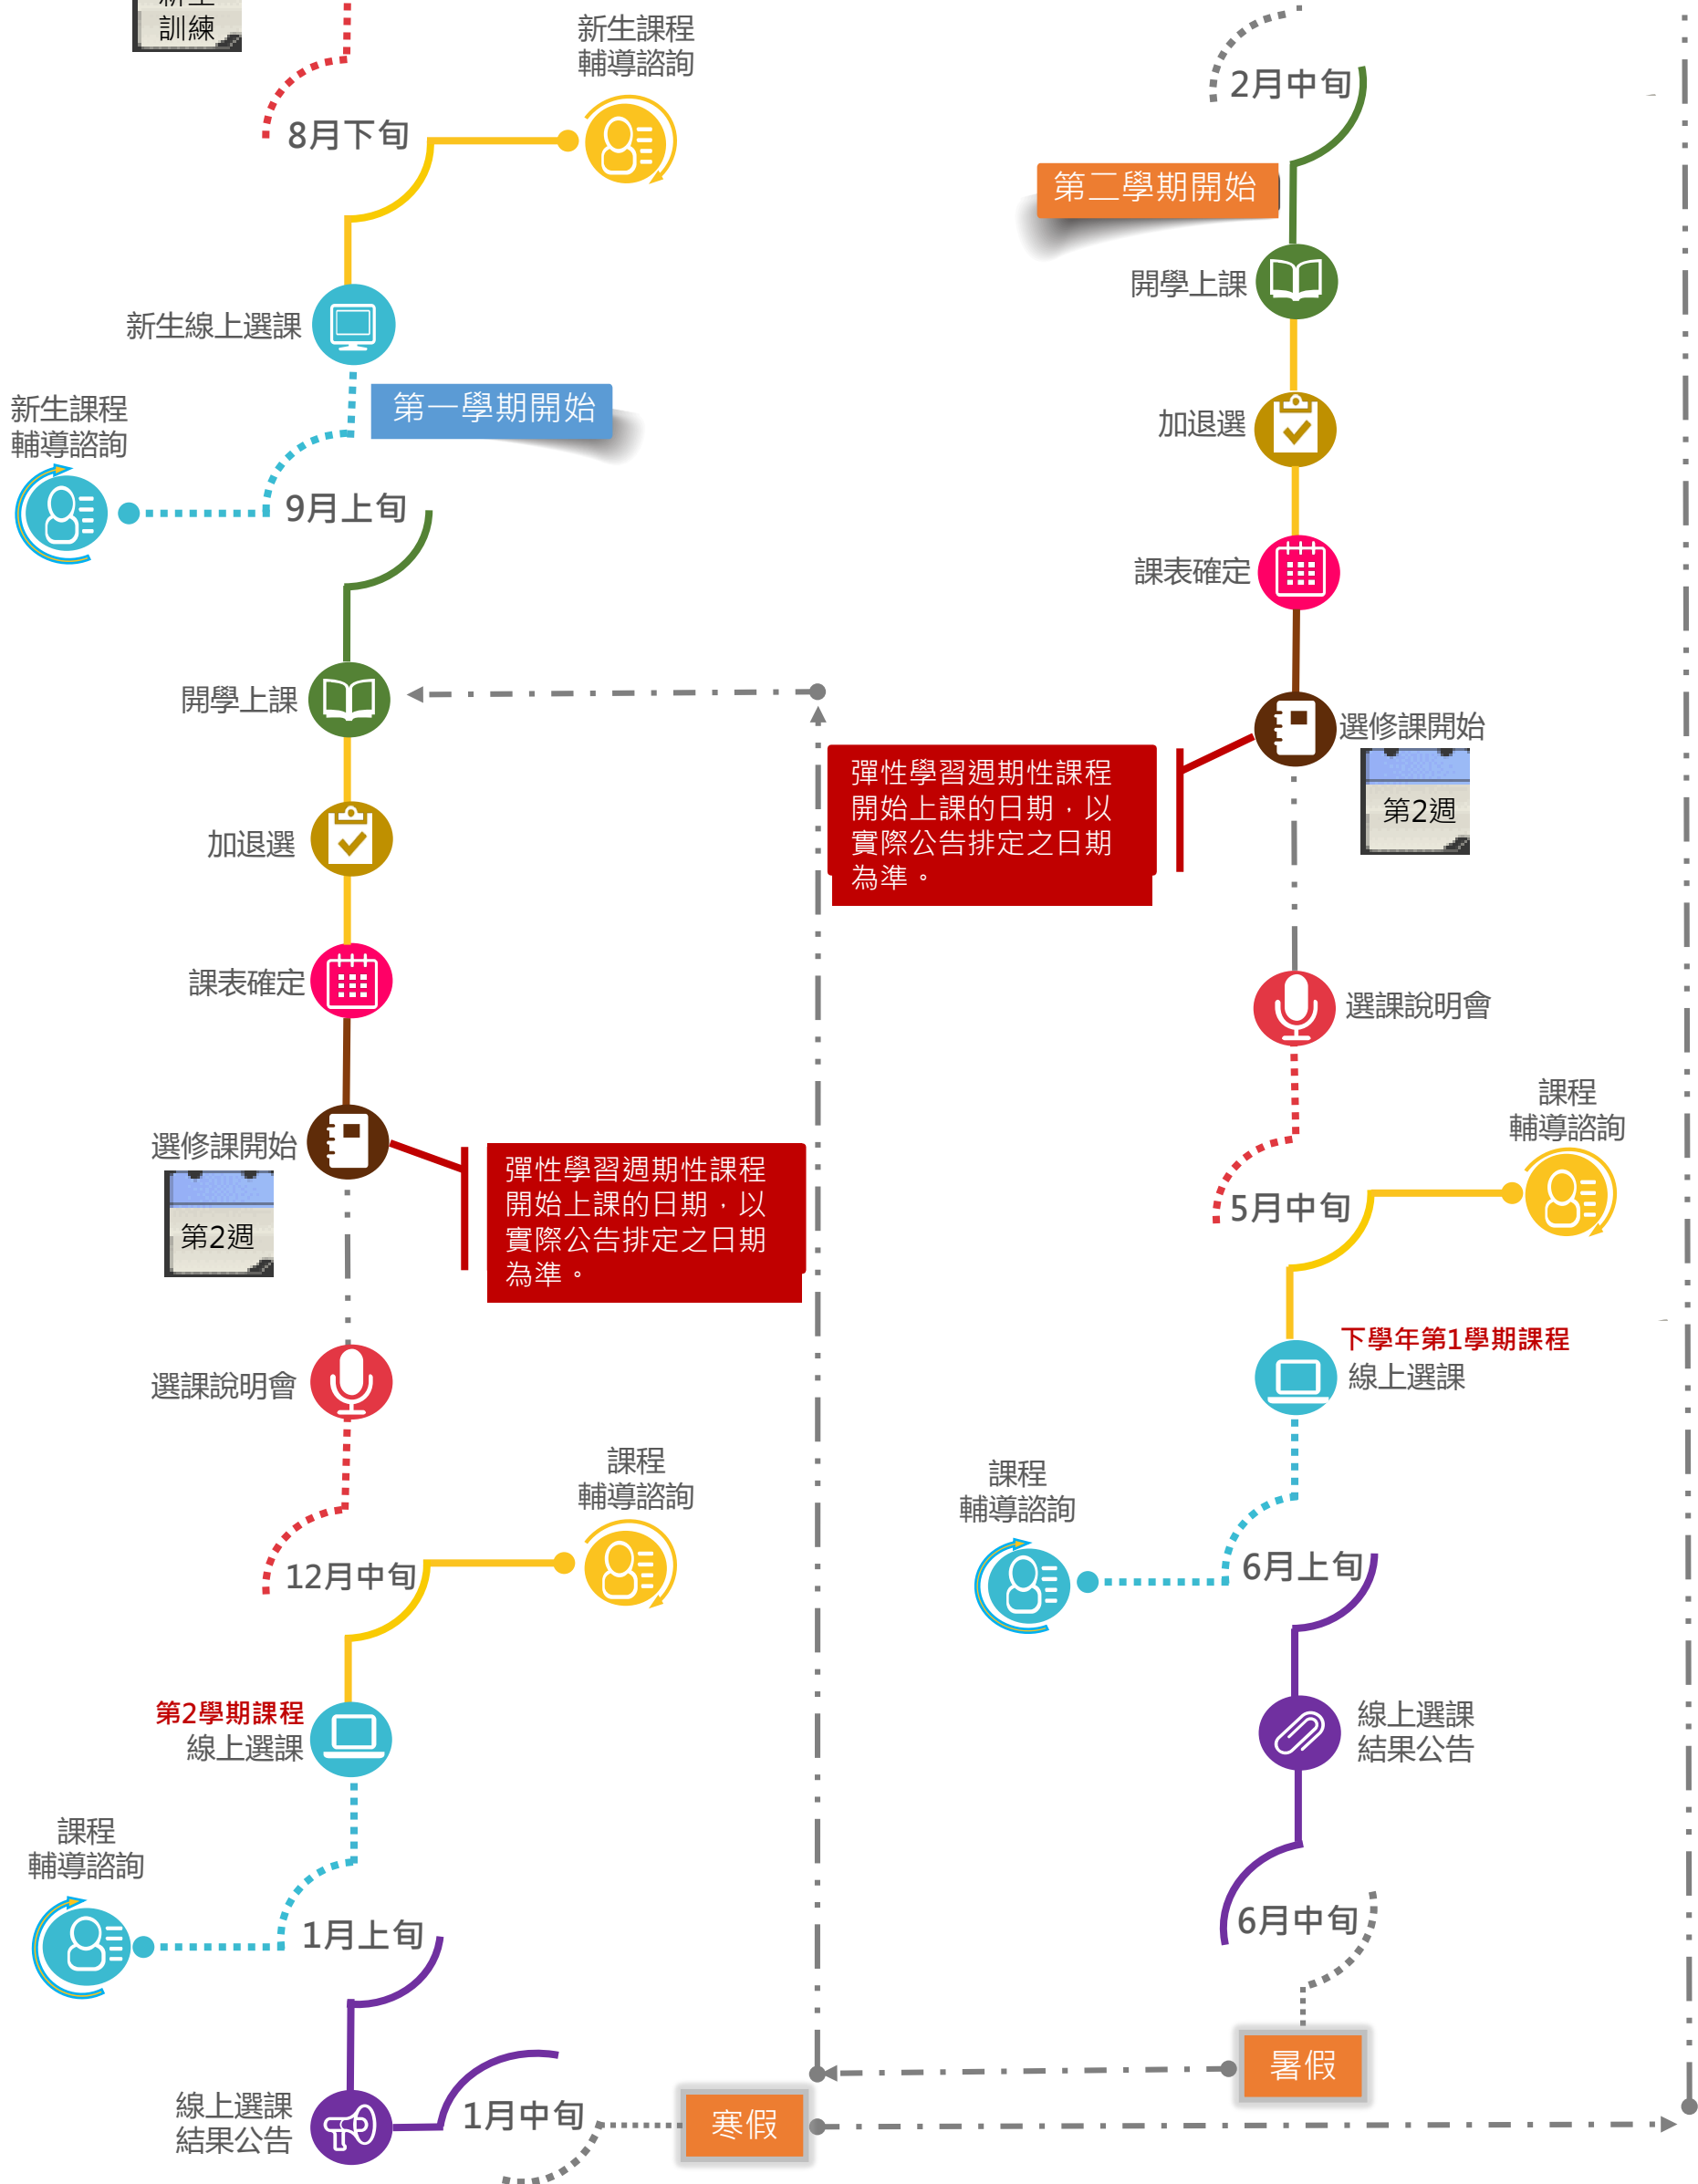 訓練
新生課程
輔導諮詢
8月下旬
新生線上選課
第一學期開始
新生課程
輔導諮詢
9月上旬
開學上課
加退選
課表確定
選修課開始
第2週
彈性學習週期性課程
開始上課的日期，以
實際公告排定之日期
為準。
選課說明會
課程
輔導諮詢
12月中旬
第2學期課程
線上選課
課程
輔導諮詢
1月上旬
線上選課
結果公告
1月中旬
寒假
2月中旬
第二學期開始
開學上課
加退選
課表確定
選修課開始
第2週
彈性學習週期性課程
開始上課的日期，以
實際公告排定之日期
為準。
選課說明會
課程
輔導諮詢
5月中旬
下學年第1學期課程
線上選課
課程
輔導諮詢
6月上旬
線上選課
結果公告
6月中旬
暑假